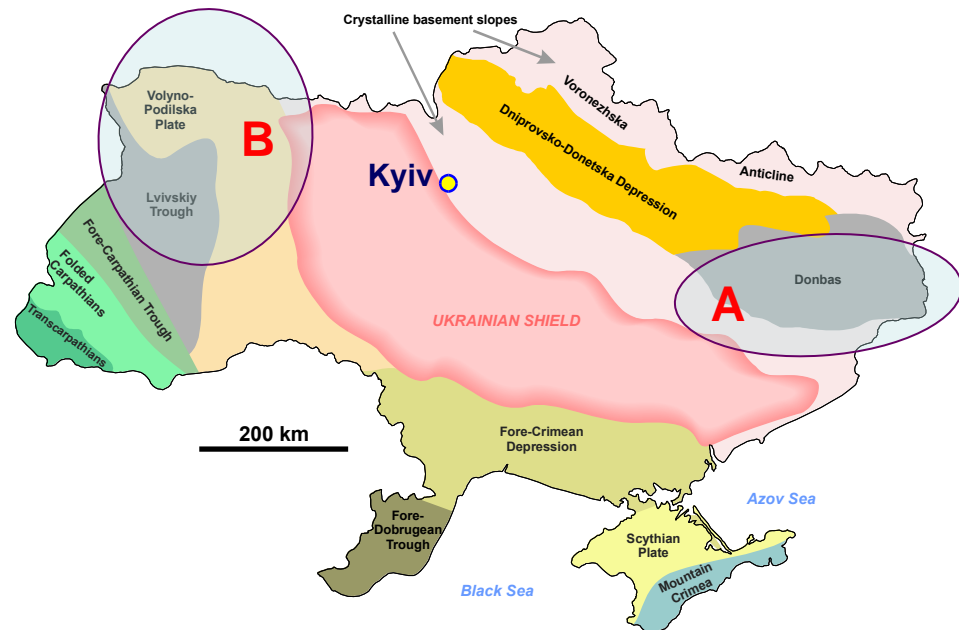 Crystalline basement slopes
Volyno-
Podilska
Plate
B
Voronezhska
Dniprovsko-Donetska Depression
Anticline
Kyiv
Lvivskiy
Trough
Fore-Carpathian Trough
Folded
Carpathians
Transcarpathians
Donbas
A
UKRAINIAN SHIELD
200 km
Fore-Crimean
Depression
Azov Sea
Fore-
Dobrugean
Trough
Scythian
Plate
Mountain
Crimea
Black Sea